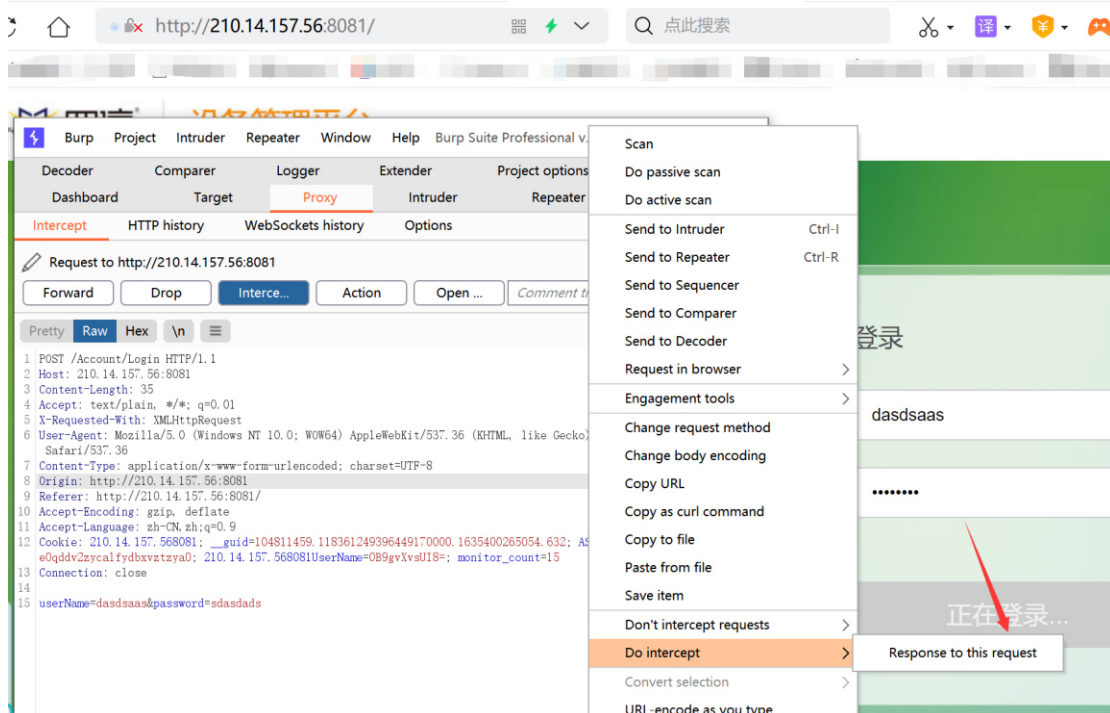 http://210.14.157.56:8081/
点此搜索
译
设备管理平台
Burp Project Intruder Repeater Window Help Burp Suite Professional v.
Decoder Comparer Logger Extender Project options
Dashboard Target Proxy Intruder Repeater
Intercept HTTP history WebSockets history Options
Request to http://210.14.157.56:8081
Forward Drop Interce... Action Open ... Comment th
Pretty Raw Hex \n
1 POST /Account/Login HTTP/1.1
2 Host: 210.14.157.56:8081
3 Content-Length: 35
4 Accept: text/plain, */*; q=0.01
5 X-Requested-With: XMLHttpRequest
6 User-Agent: Mozilla/5.0 (Windows NT 10.0; WOW64) AppleWebKit/537.36 (KHTML, like Gecko)
Safari/537.36
7 Content-Type: application/x-www-form-urlencoded; charset=UTF-8
8 Origin: http://210.14.157.56:8081
9 Referer: http://210.14.157.56:8081/
10 Accept-Encoding: gzip, deflate
11 Accept-Language: zh-CN,zh;q=0.9
12 Cookie: 210.14.157.568081; __guid=104811459.118361249396449170000.1635400265054.632; AS
e0qddv2zycalfydbxvztzya0; 210.14.157.568081UserName=0B9gvXvsUI8=; monitor_count=15
13 Connection: close
14
15 userName=dasdsaas&password=sdasdads
Scan
Do passive scan
Do active scan
Send to Intruder Ctrl-I
Send to Repeater Ctrl-R
Send to Sequencer
Send to Comparer
Send to Decoder
Request in browser
Engagement tools
Change request method
Change body encoding
Copy URL
Copy as curl command
Copy to file
Paste from file
Save item
Don't intercept requests
Do intercept
Convert selection
URL-encode as you type
Response to this request
登录
dasdsaas
••••••••
正在登录...